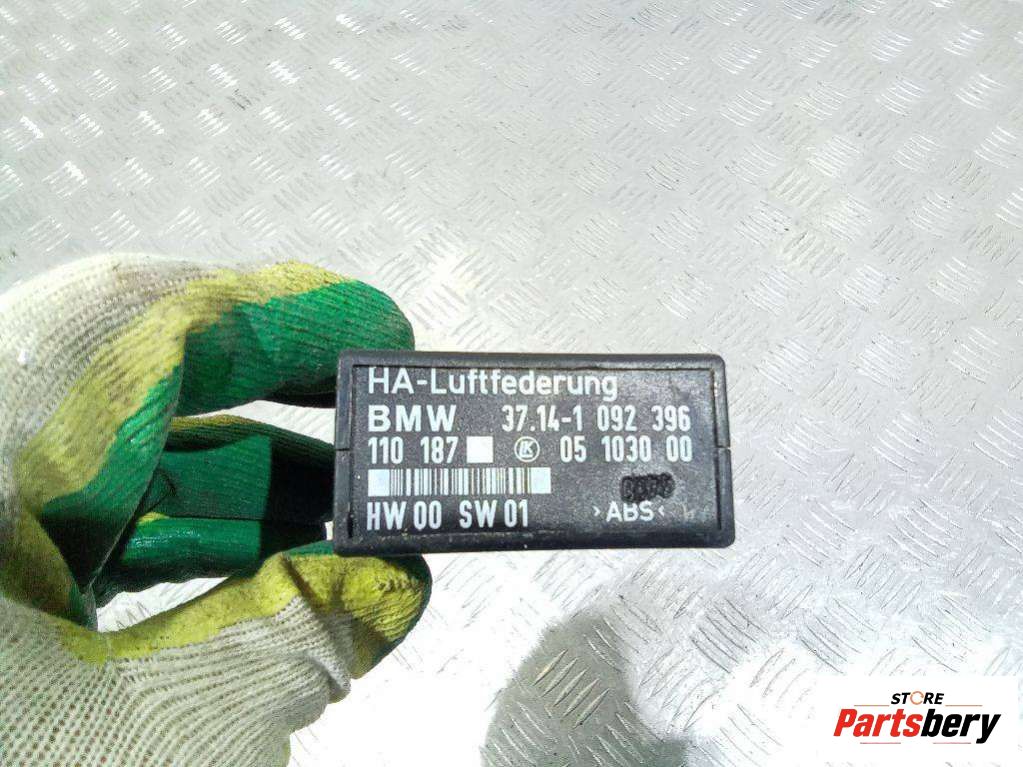 HA-Luftfederung
BMW 37.14-1 092 396
110 187 LK 05 1030 00
HW 00 SW 01 >ABS<
STORE
Partsbery